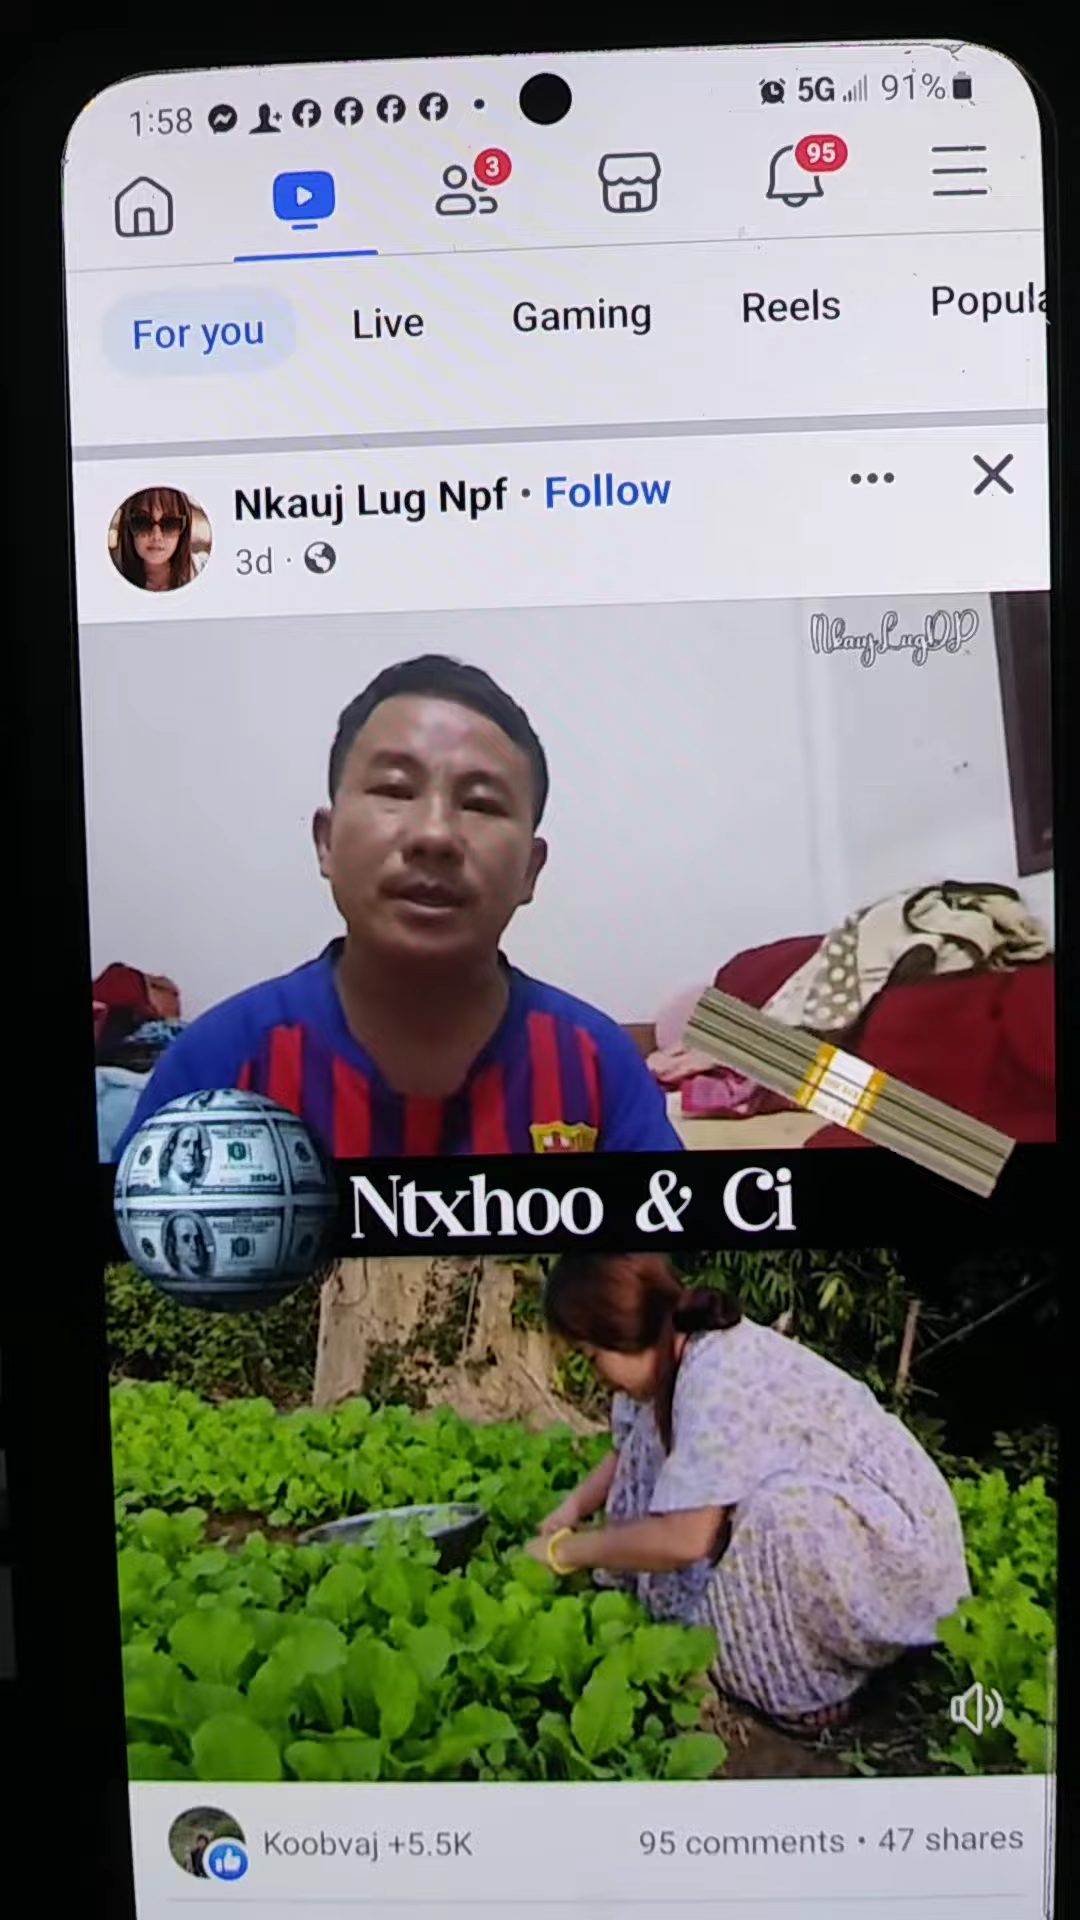 1:58 5G 91%
3
95
For you Live Gaming Reels Popula
Nkauj Lug Npf · Follow
3d ·
NkaujLugDP
Ntxhoo & Ci
Koobvaj +5.5K 95 comments • 47 shares